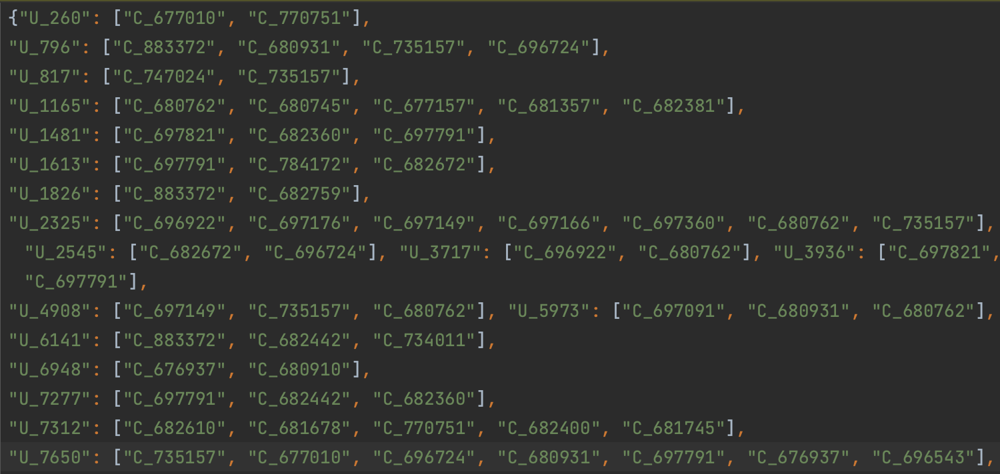 {"U_260": ["C_677010", "C_770751"],
"U_796": ["C_883372", "C_680931", "C_735157", "C_696724"],
"U_817": ["C_747024", "C_735157"],
"U_1165": ["C_680762", "C_680745", "C_677157", "C_681357", "C_682381"],
"U_1481": ["C_697821", "C_682360", "C_697791"],
"U_1613": ["C_697791", "C_784172", "C_682672"],
"U_1826": ["C_883372", "C_682759"],
"U_2325": ["C_696922", "C_697176", "C_697149", "C_697166", "C_697360", "C_680762", "C_735157"],
"U_2545": ["C_682672", "C_696724"], "U_3717": ["C_696922", "C_680762"], "U_3936": ["C_697821",
"C_697791"],
"U_4908": ["C_697149", "C_735157", "C_680762"], "U_5973": ["C_697091", "C_680931", "C_680762"],
"U_6141": ["C_883372", "C_682442", "C_734011"],
"U_6948": ["C_676937", "C_680910"],
"U_7277": ["C_697791", "C_682442", "C_682360"],
"U_7312": ["C_682610", "C_681678", "C_770751", "C_682400", "C_681745"],
"U_7650": ["C_735157", "C_677010", "C_696724", "C_680931", "C_697791", "C_676937", "C_696543"],